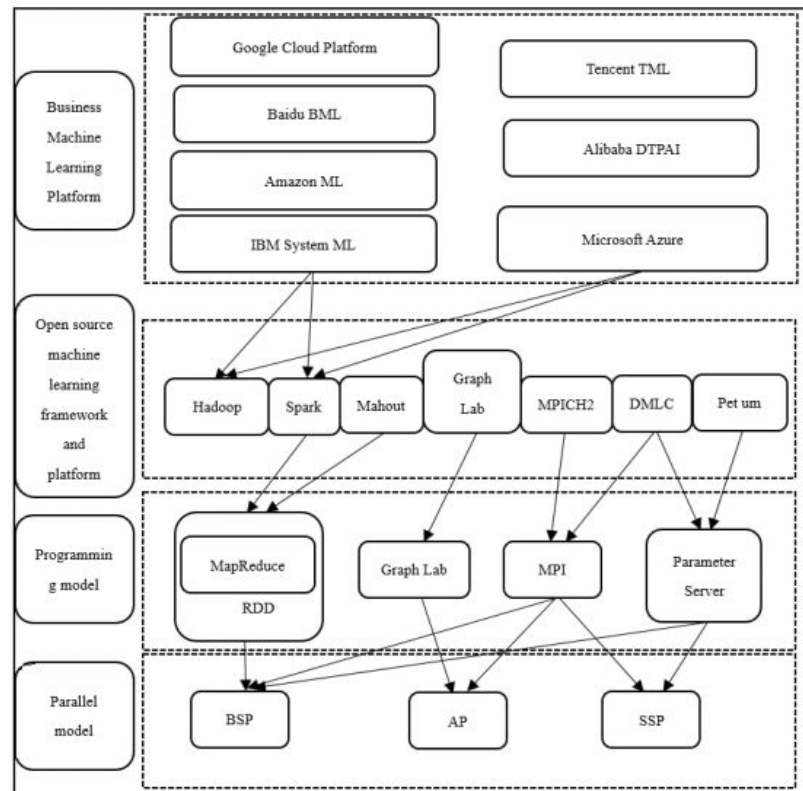 Business
Machine
Learning
Platform
Google Cloud Platform
Baidu BML
Amazon ML
IBM System ML
Tencent TML
Alibaba DTPAI
Microsoft Azure
Open source
machine
learning
framework
and
platform
Hadoop
Spark
Mahout
Graph
Lab
MPICH2
DMLC
Pet um
Programmin
g model
MapReduce
RDD
Graph Lab
MPI
Parameter
Server
Parallel
model
BSP
AP
SSP